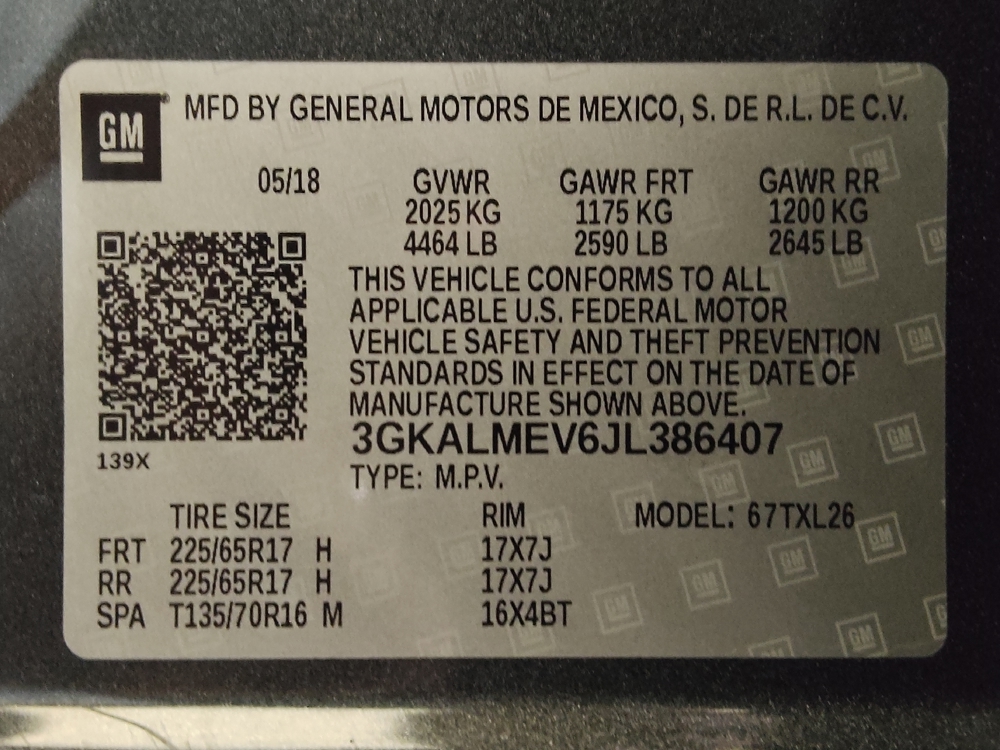 GM
MFD BY GENERAL MOTORS DE MEXICO, S. DE R.L. DE C.V.
05/18 GVWR GAWR FRT GAWR RR
2025 KG 1175 KG 1200 KG
4464 LB 2590 LB 2645 LB
THIS VEHICLE CONFORMS TO ALL
APPLICABLE U.S. FEDERAL MOTOR
VEHICLE SAFETY AND THEFT PREVENTION
STANDARDS IN EFFECT ON THE DATE OF
MANUFACTURE SHOWN ABOVE.
3GKALMEV6JL386407
139X
TYPE: M.P.V.
TIRE SIZE RIM MODEL: 67TXL26
FRT 225/65R17 H 17X7J
RR 225/65R17 H 17X7J
SPA T135/70R16 M 16X4BT